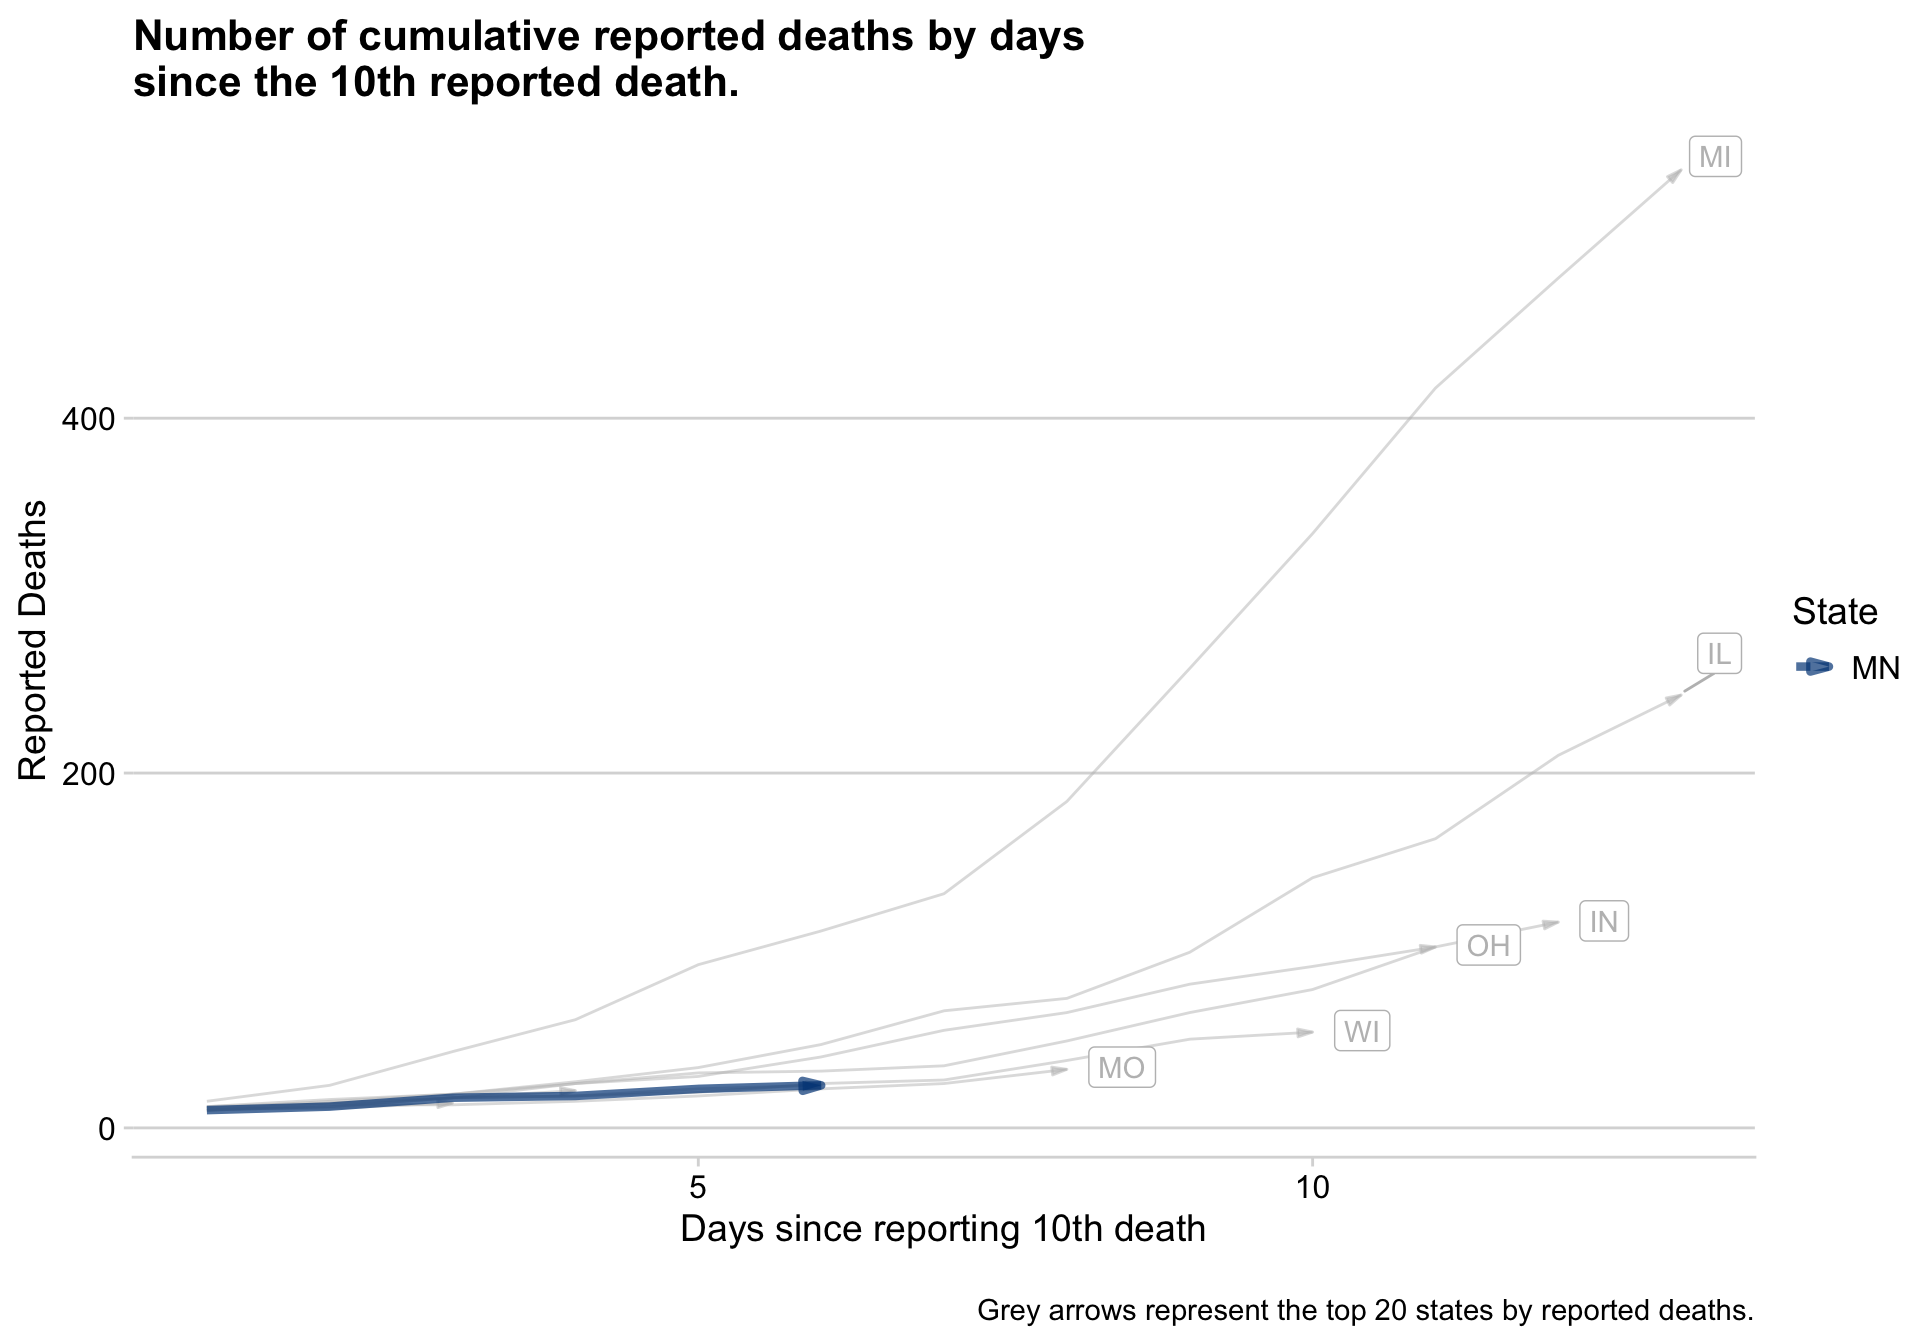 Number of cumulative reported deaths by days
since the 10th reported death.
MI
400
Reported Deaths
State
IL
MN
200
IN
OH
WI
MO
0
5
10
Days since reporting 10th death
Grey arrows represent the top 20 states by reported deaths.